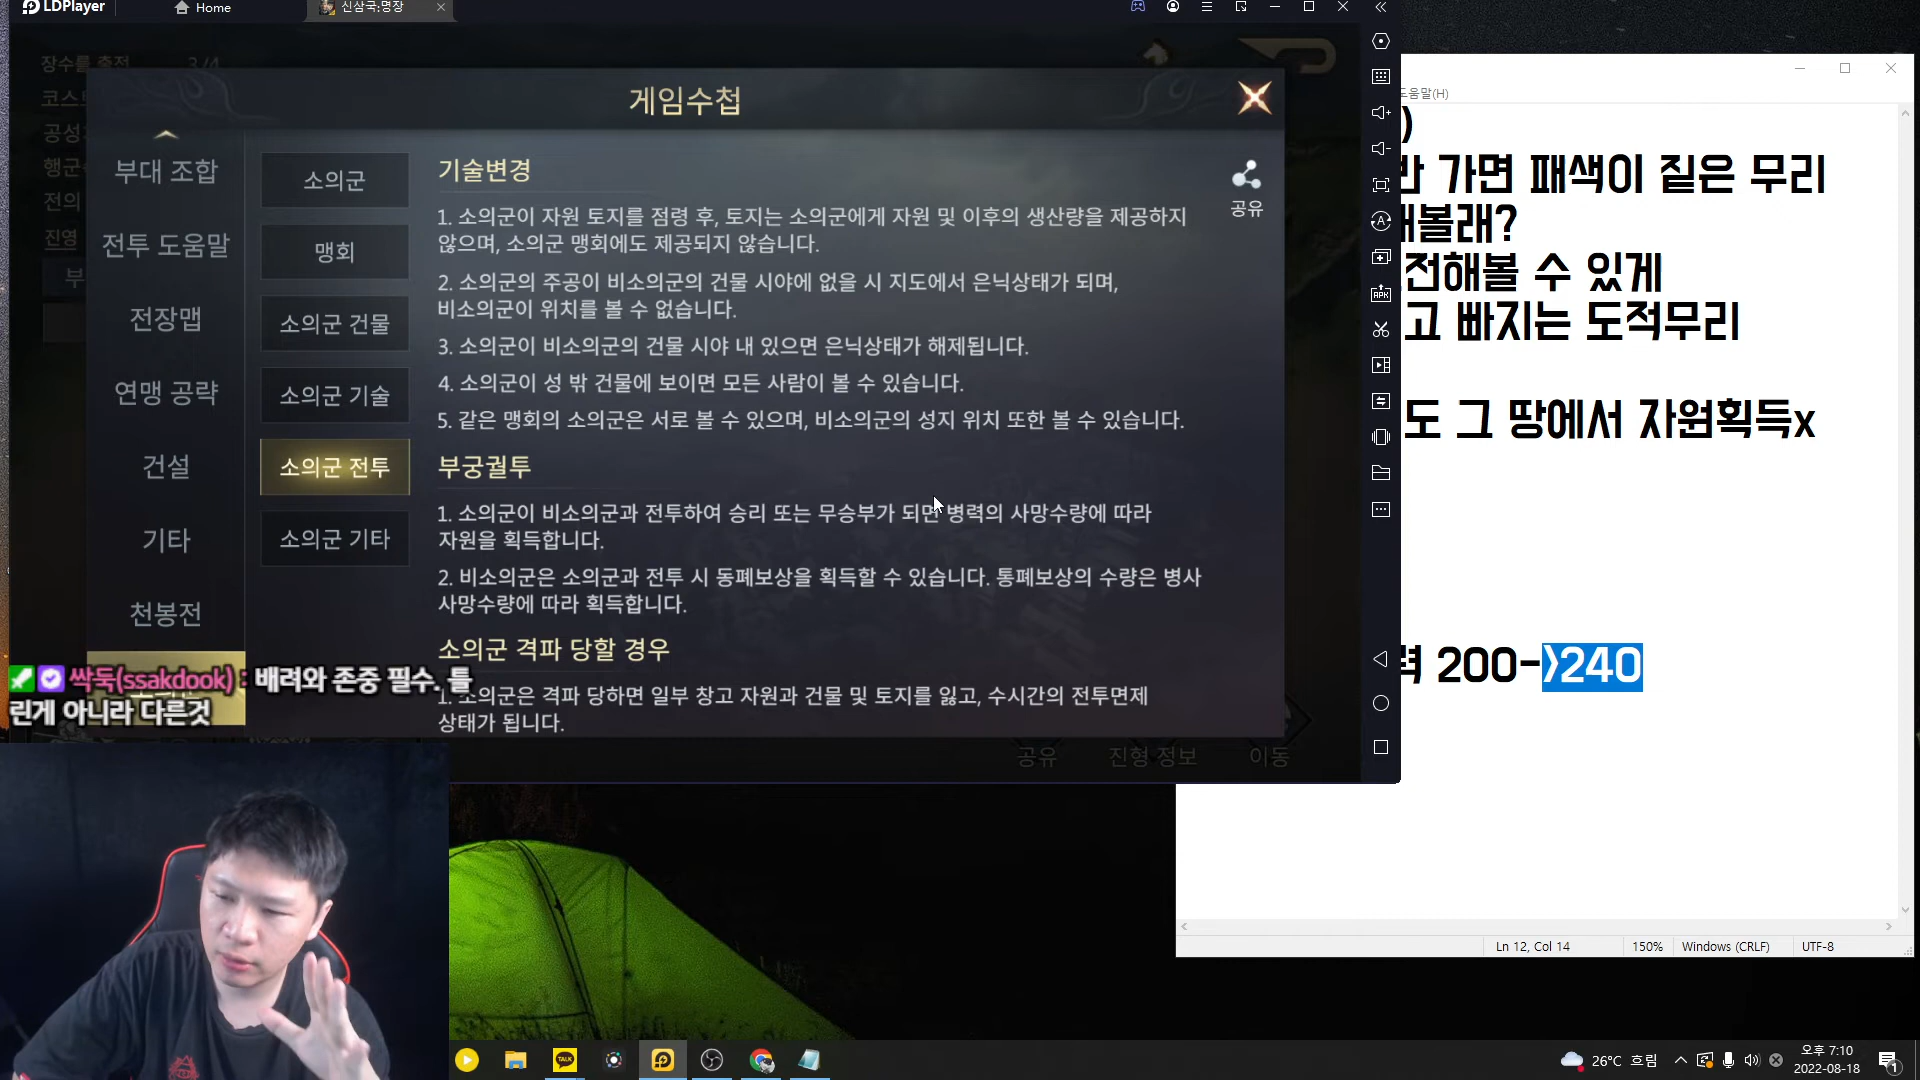 LDPlayer
Home
신삼국;명장
장수를 출전
3/4
코스트
공성
행군
전의
진영
게임수첩
부대 조합
전투 도움말
전장맵
연맹 공략
건설
기타
천봉전
소의군
맹회
소의군 건물
소의군 기술
소의군 전투
소의군 기타
공유
기술변경
1. 소의군이 자원 토지를 점령 후, 토지는 소의군에게 자원 및 이후의 생산량을 제공하지
않으며, 소의군 맹회에도 제공되지 않습니다.
2. 소의군의 주공이 비소의군의 건물 시야에 없을 시 지도에서 은닉상태가 되며,
비소의군이 위치를 볼 수 없습니다.
3. 소의군이 비소의군의 건물 시야 내 있으면 은닉상태가 해제됩니다.
4. 소의군이 성 밖 건물에 보이면 모든 사람이 볼 수 있습니다.
5. 같은 맹회의 소의군은 서로 볼 수 있으며, 비소의군의 성지 위치 또한 볼 수 있습니다.
부궁궐투
1. 소의군이 비소의군과 전투하여 승리 또는 무승부가 되면 병력의 사망수량에 따라
자원을 획득합니다.
2. 비소의군은 소의군과 전투 시 동폐보상을 획득할 수 있습니다. 통폐보상의 수량은 병사
사망수량에 따라 획득합니다.
소의군 격파 당할 경우
1. 소의군은 격파 당하면 일부 창고 자원과 건물 및 토지를 잃고, 수시간의 전투면제
상태가 됩니다.
공유
진형 정보
이동
싹둑(ssakdook) : 배려와 존중 필수. 틀
린게 아니라 다른것
도움말(H)
)
가면 패색이 짙은 무리
해볼래?
전해볼 수 있게
고 빠지는 도적무리
도 그 땅에서 자원획득x
력 200->240
Ln 12, Col 14
150%
Windows (CRLF)
UTF-8
TALK
26°C 흐림
오후 7:10
2022-08-18
1